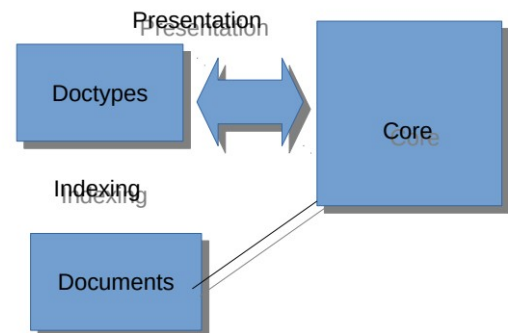 Presentation
Doctypes
Core
Indexing
Documents